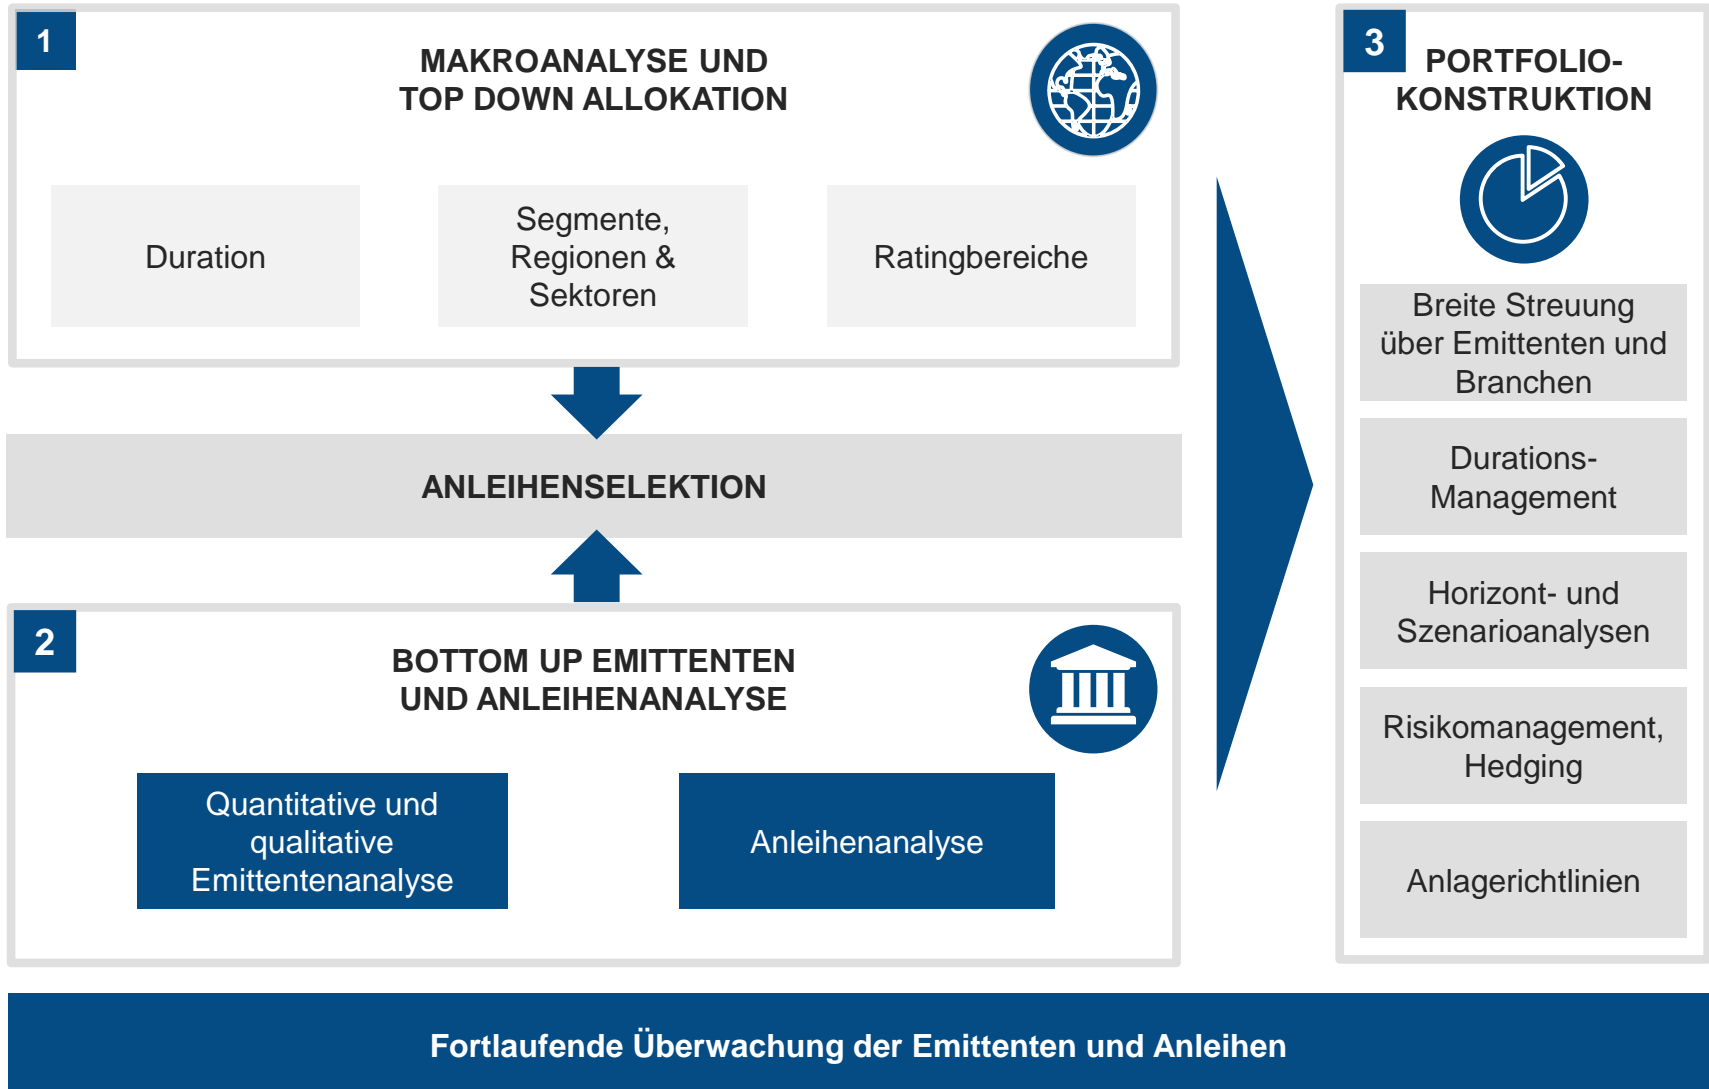 1
MAKROANALYSE UND
TOP DOWN ALLOKATION
Duration
Segmente,
Regionen &
Sektoren
Ratingbereiche
ANLEIHENSELEKTION
2
BOTTOM UP EMITTENTEN
UND ANLEIHENANALYSE
Quantitative und
qualitative
Emittentenanalyse
Anleihenanalyse
3
PORTFOLIO-
KONSTRUKTION
Breite Streuung
über Emittenten und
Branchen
Durations-
Management
Horizont- und
Szenarioanalysen
Risikomanagement,
Hedging
Anlagerichtlinien
Fortlaufende Überwachung der Emittenten und Anleihen